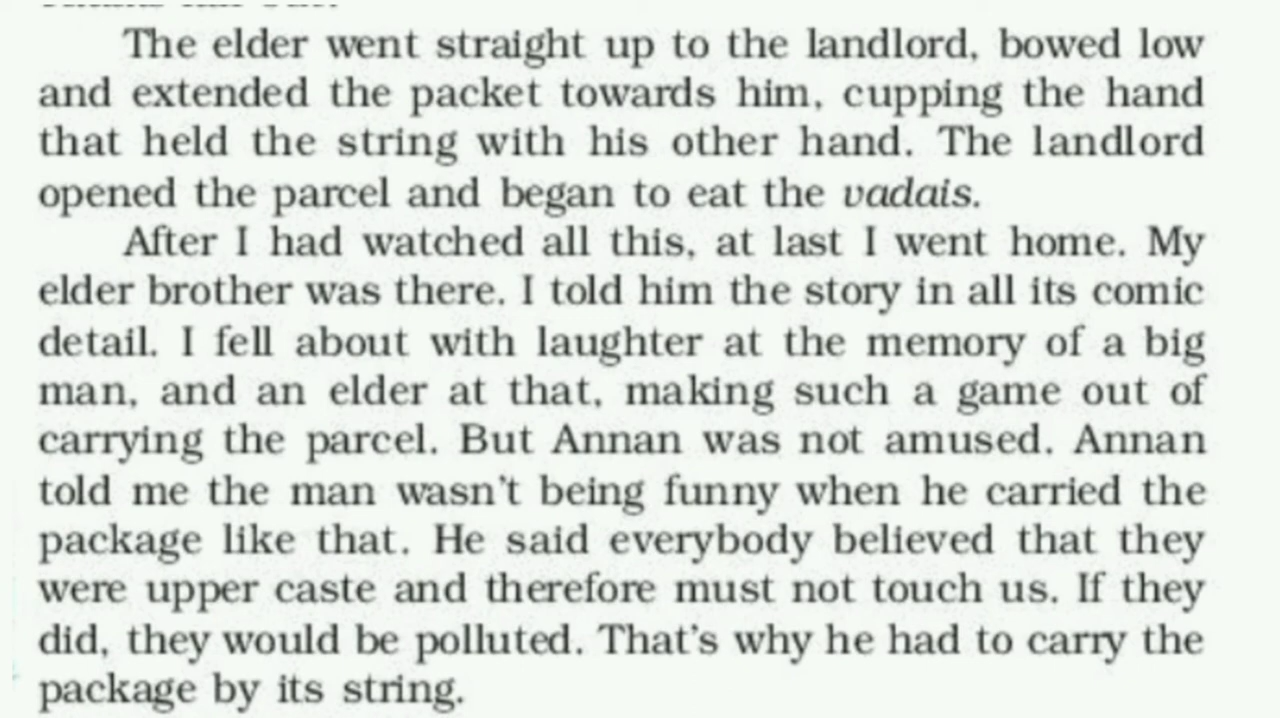 The elder went straight up to the landlord, bowed low
and extended the packet towards him, cupping the hand
that held the string with his other hand. The landlord
opened the parcel and began to eat the vadais.
After I had watched all this, at last I went home. My
elder brother was there. I told him the story in all its comic
detail. I fell about with laughter at the memory of a big
man, and an elder at that, making such a game out of
carrying the parcel. But Annan was not amused. Annan
told me the man wasn't being funny when he carried the
package like that. He said everybody believed that they
were upper caste and therefore must not touch us. If they
did, they would be polluted. That's why he had to carry the
package by its string.